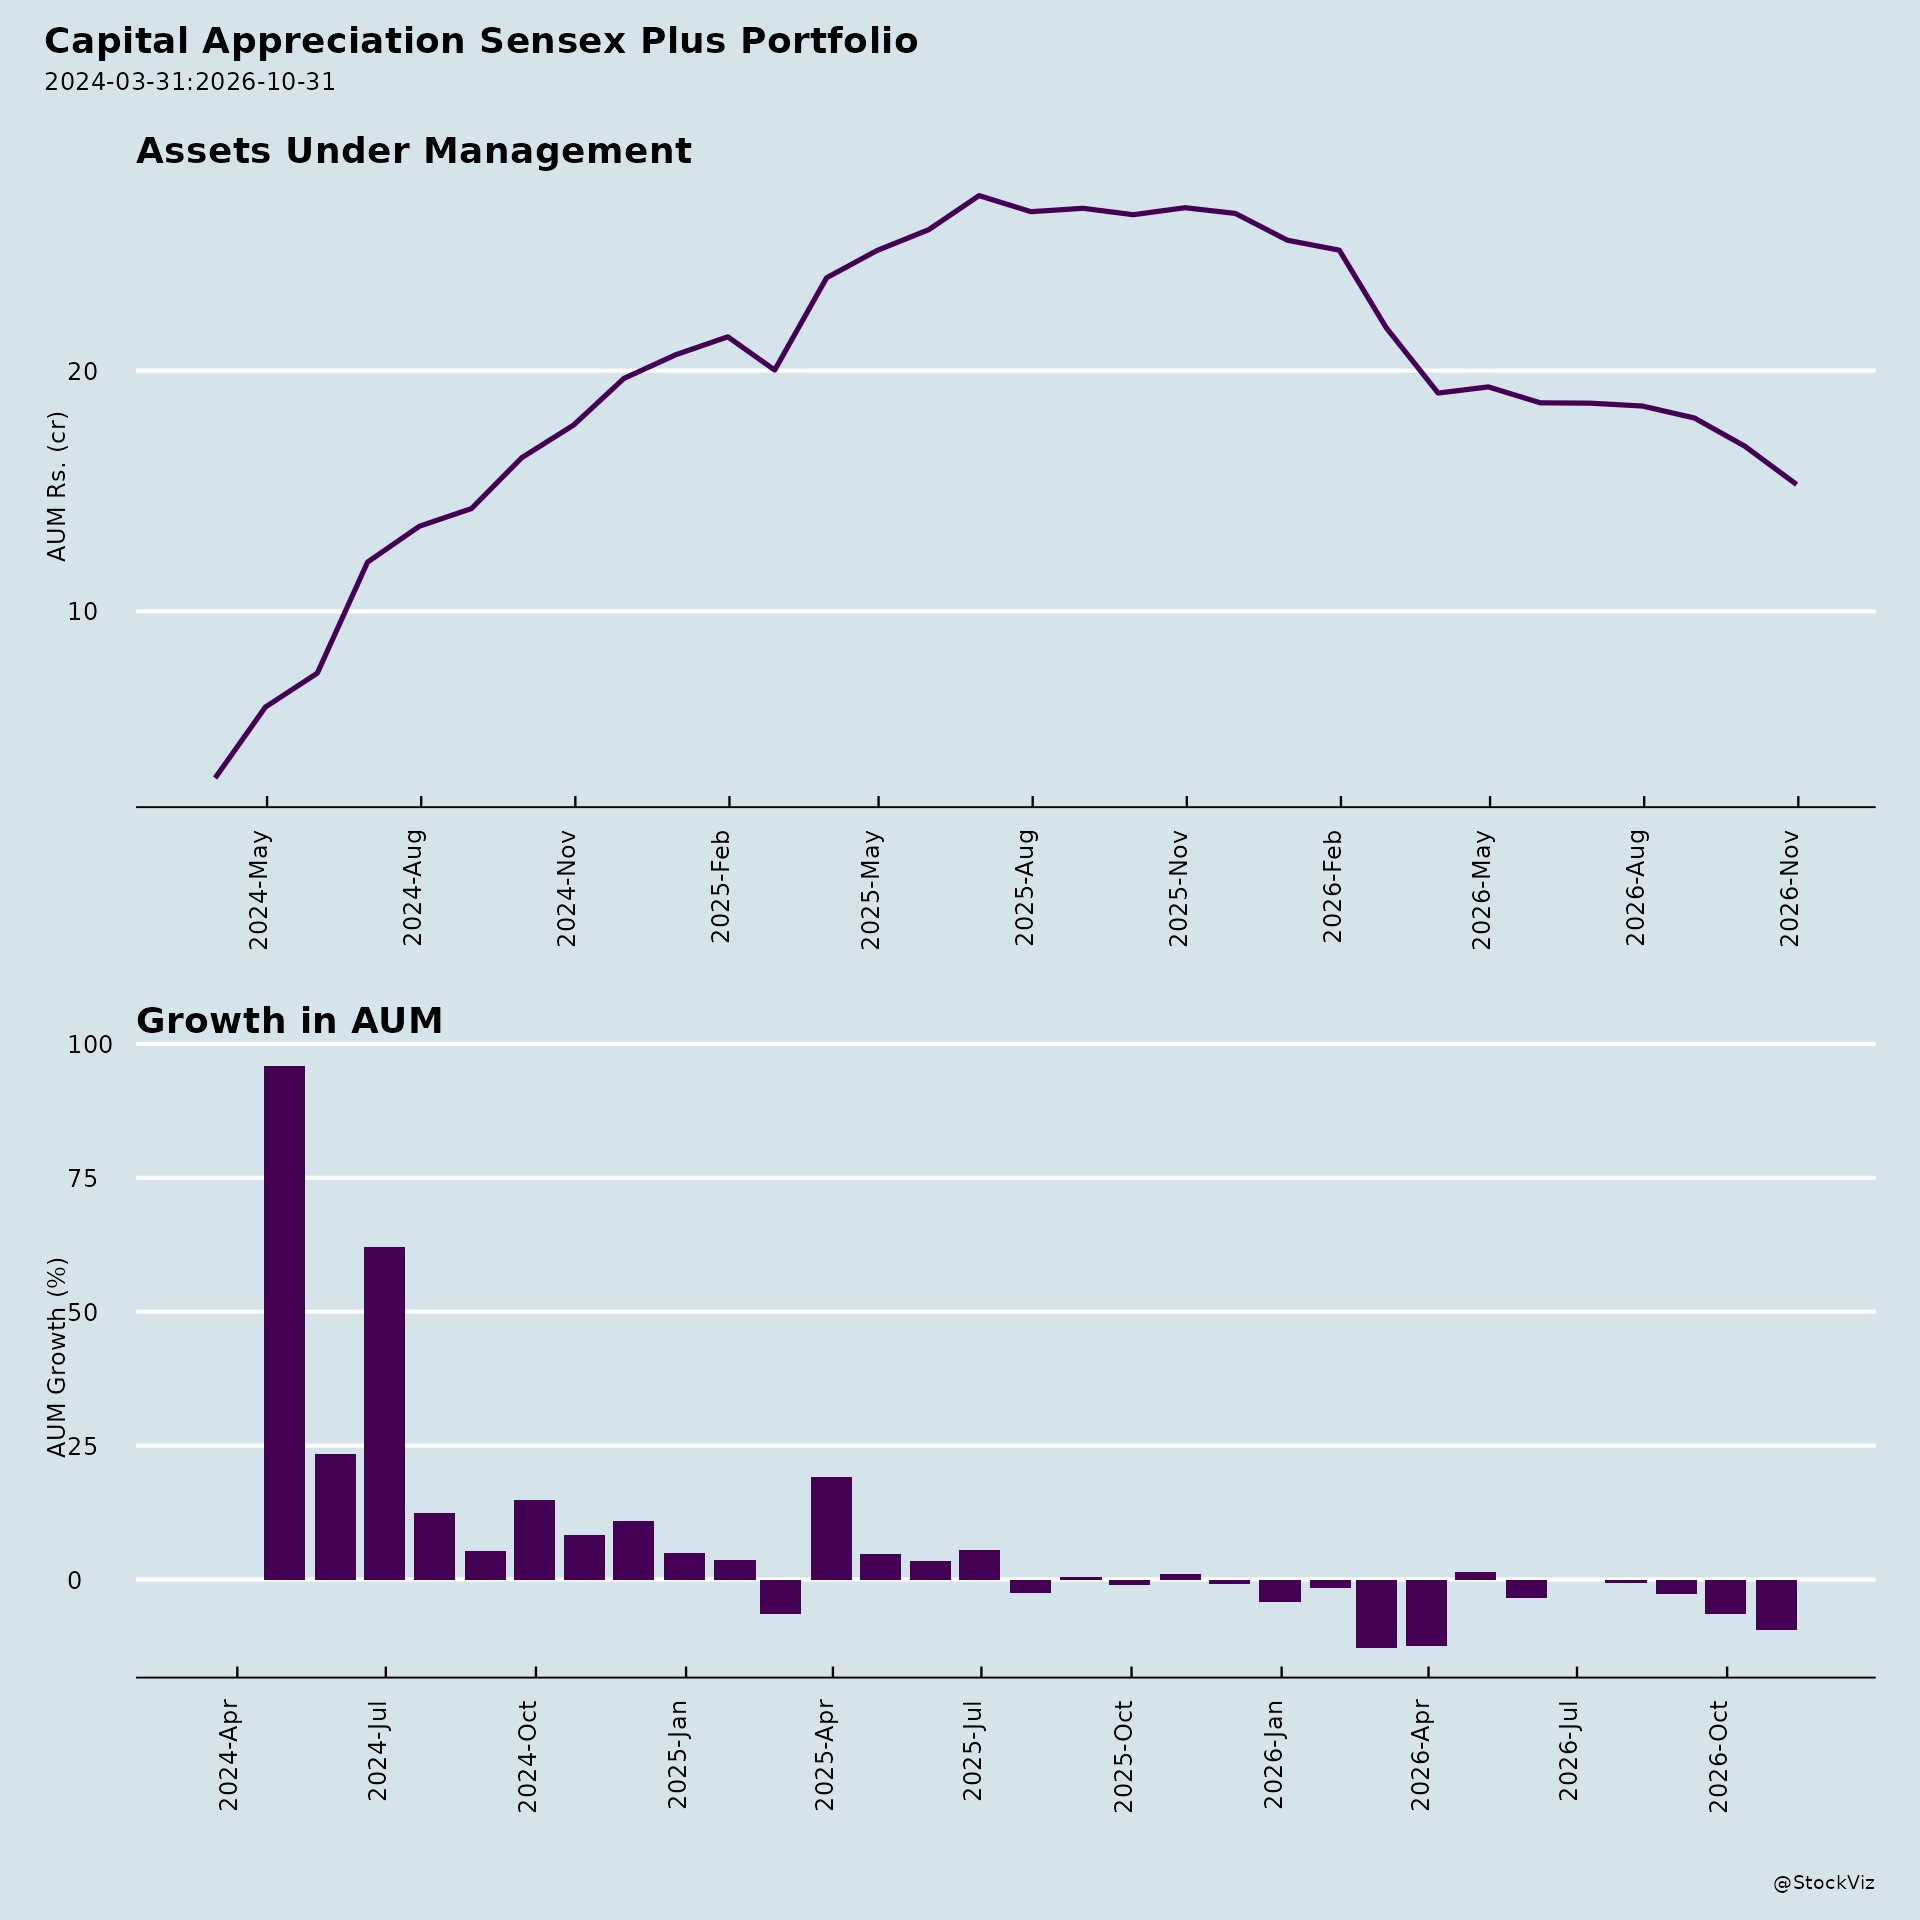 Capital Appreciation Sensex Plus Portfolio
2024-03-31:2026-10-31
Assets Under Management
AUM Rs. (cr)
20
10
2024-May
2024-Aug
2024-Nov
2025-Feb
2025-May
2025-Aug
2025-Nov
2026-Feb
2026-May
2026-Aug
2026-Nov
Growth in AUM
AUM Growth (%)
100
75
50
25
0
2024-Apr
2024-Jul
2024-Oct
2025-Jan
2025-Apr
2025-Jul
2025-Oct
2026-Jan
2026-Apr
2026-Jul
2026-Oct
@StockViz